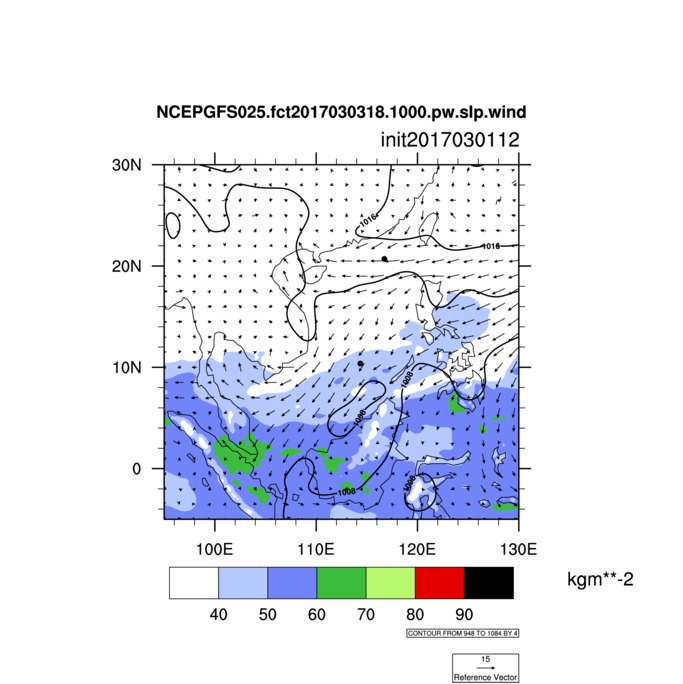 NCEPGFS025.fct2017030318.1000.pw.slp.wind
init2017030112
30N
1016
1016
20N
10N
1008
1008
0
1008
1008
100E 110E 120E 130E
kgm**-2
40 50 60 70 80 90
CONTOUR FROM 948 TO 1084 BY 4
15
Reference Vector